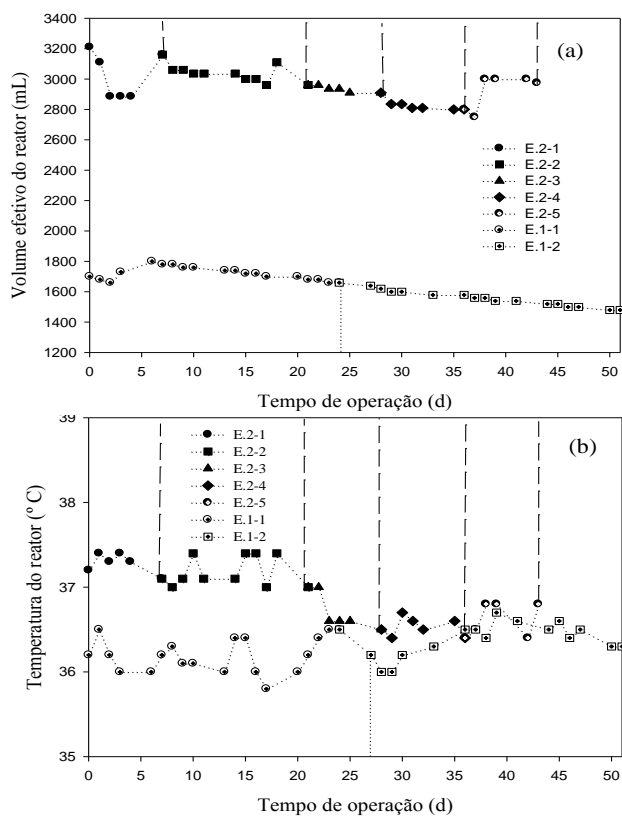 3400
3200
3000
2800
2600
2400
2200
2000
1800
1600
1400
1200
Volume efetivo do reator (mL)
(a)
E.2-1
E.2-2
E.2-3
E.2-4
E.2-5
E.1-1
E.1-2
0 5 10 15 20 25 30 35 40 45 50
Tempo de operação (d)
39
38
37
36
35
Temperatura do reator (º C)
(b)
E.2-1
E.2-2
E.2-3
E.2-4
E.2-5
E.1-1
E.1-2
0 5 10 15 20 25 30 35 40 45 50
Tempo de operação (d)